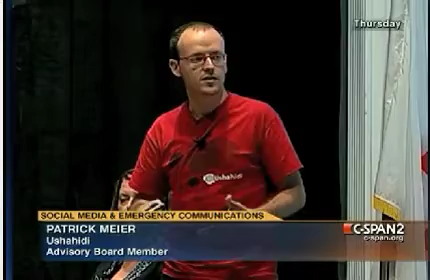 Thursday
Ushahidi
SOCIAL MEDIA & EMERGENCY COMMUNICATIONS
PATRICK MEIER
Ushahidi
Advisory Board Member
C-SPAN2
c-span.org